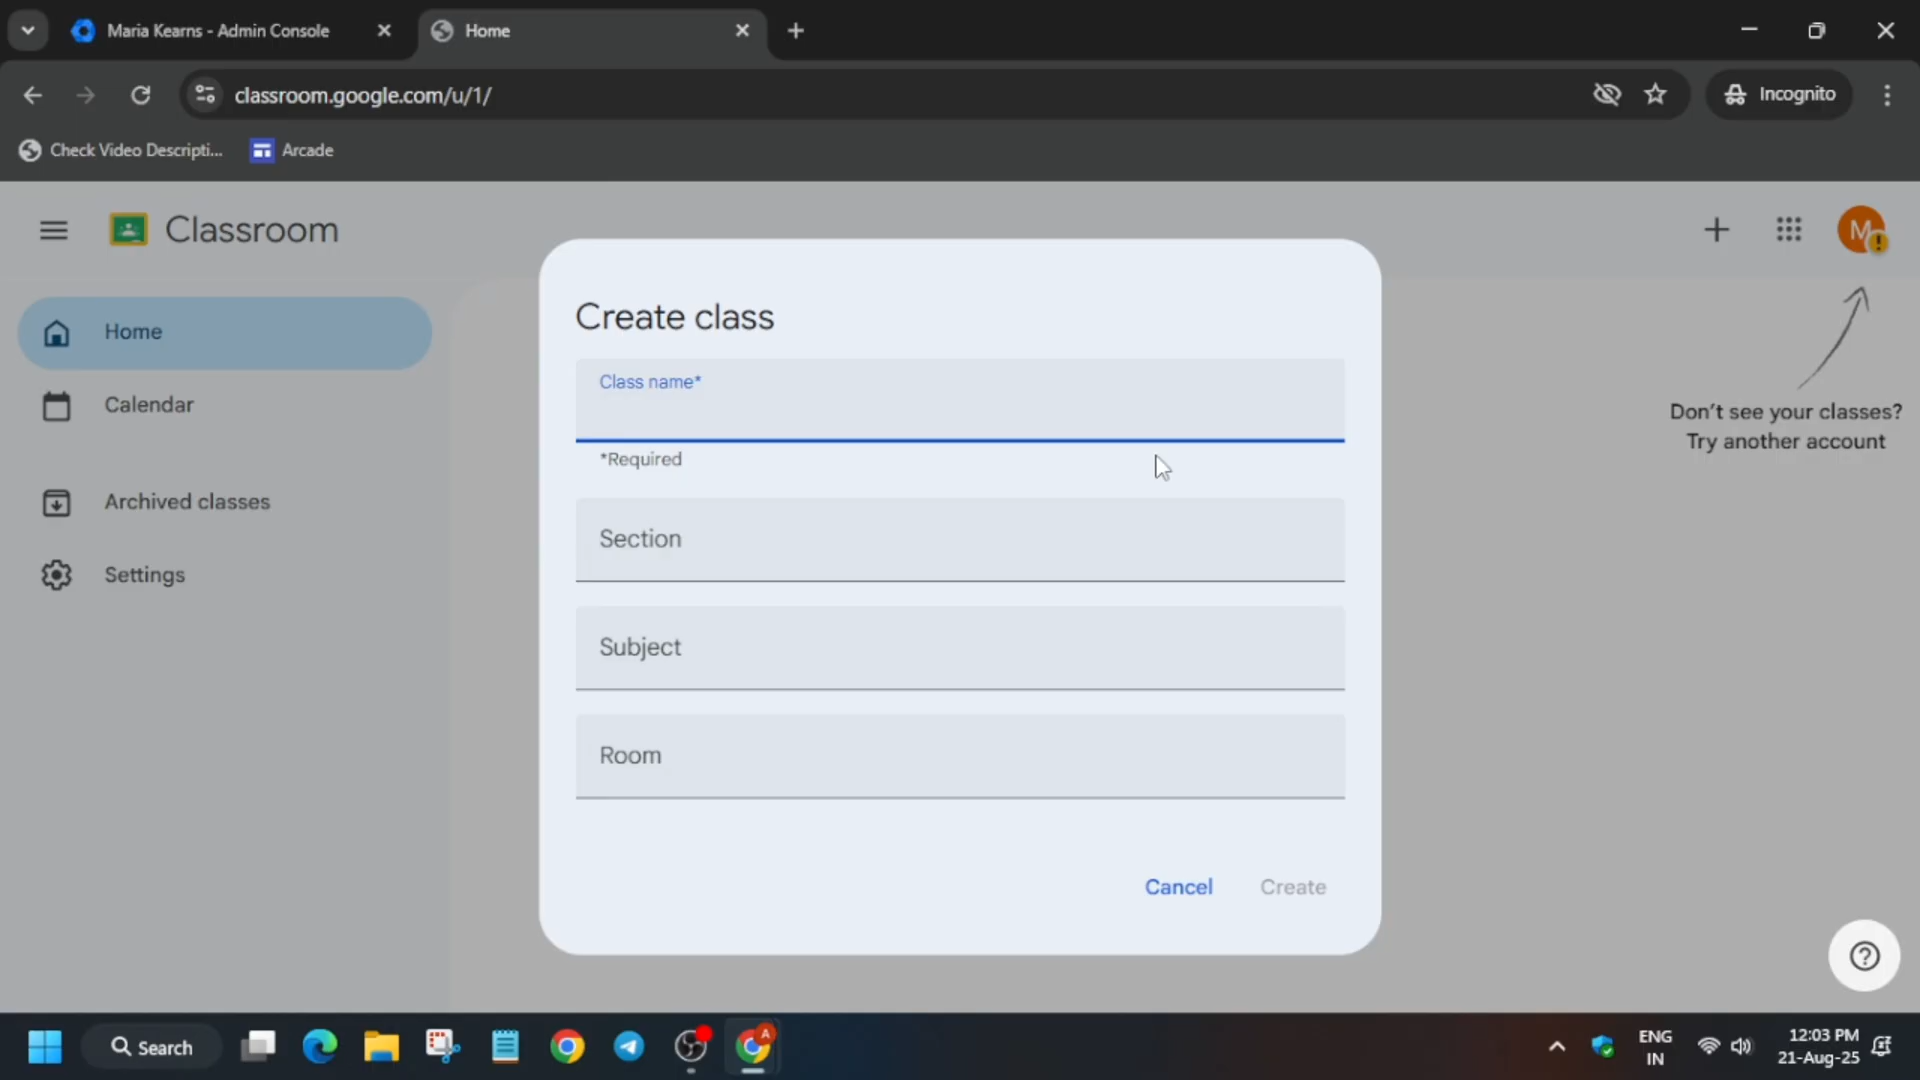 Maria Kearns - Admin Console
Home
classroom.google.com/u/1/
Incognito
Check Video Descripti...
Arcade
Classroom
M
Home
Calendar
Archived classes
Settings
Don't see your classes?
Try another account
Create class
Class name*
*Required
Section
Subject
Room
Cancel
Create
Search
A
ENG
IN
12:03 PM
21-Aug-25